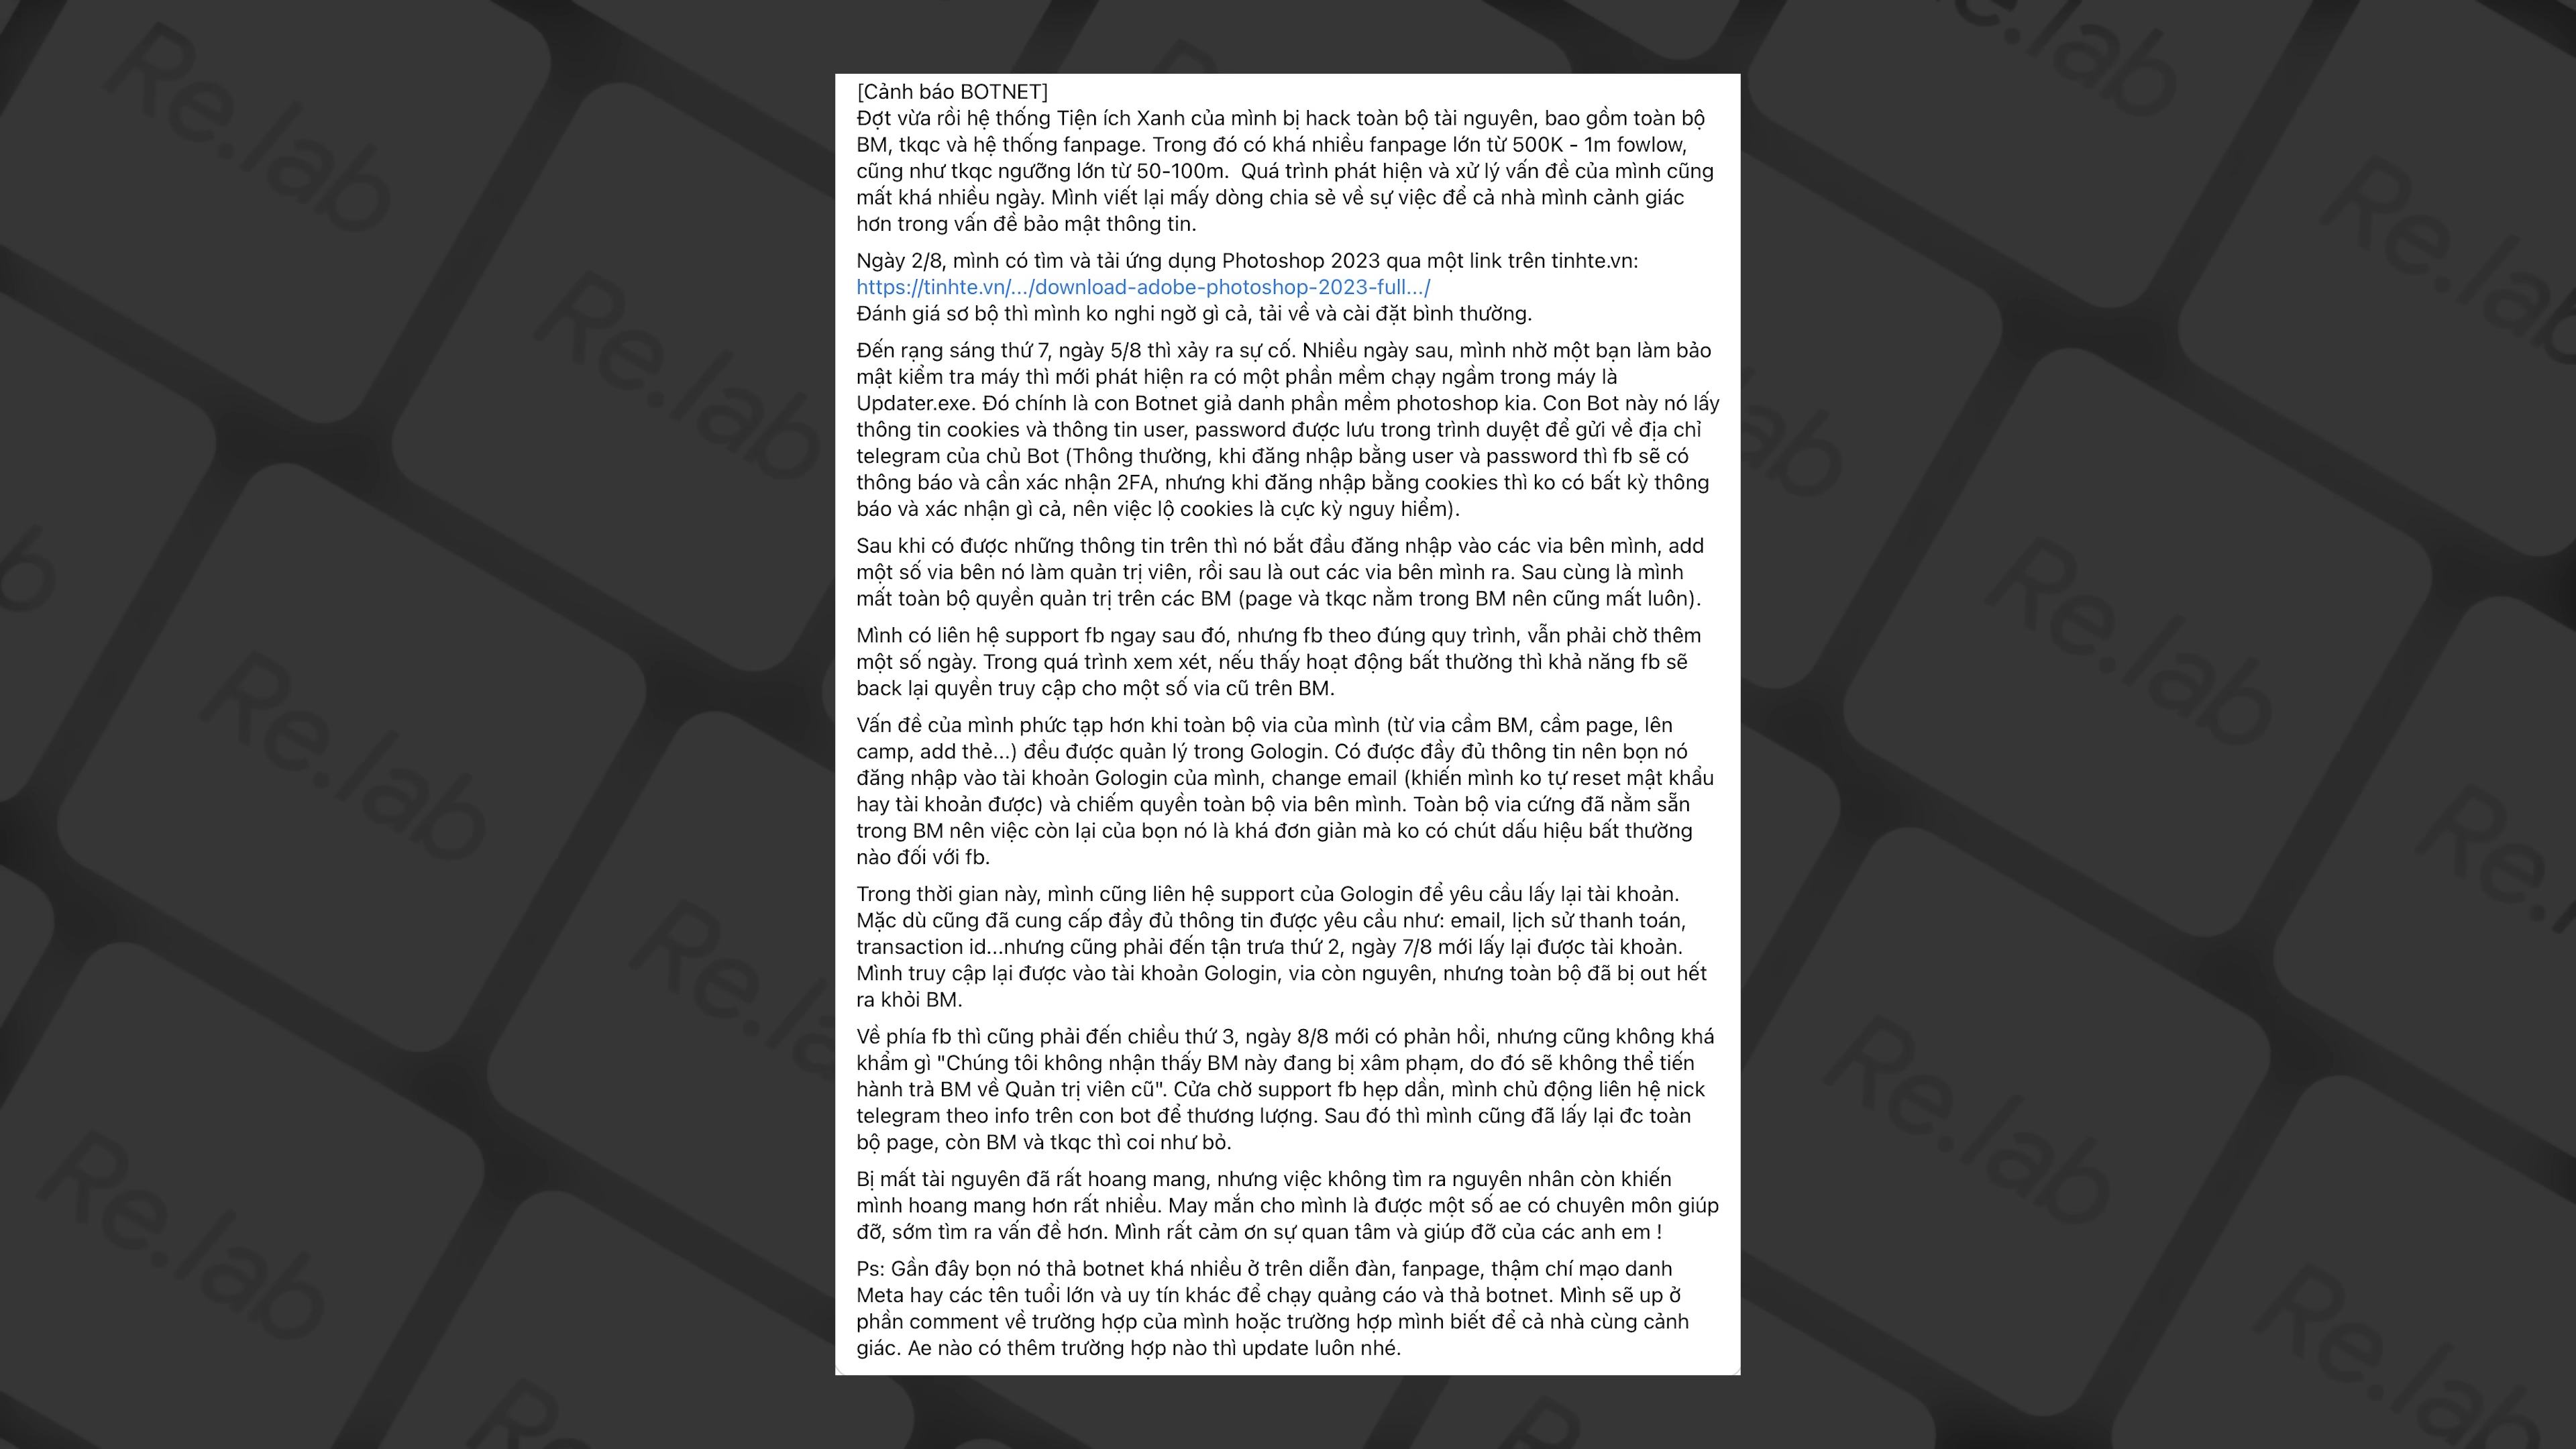 [Cảnh báo BOTNET]
Đợt vừa rồi hệ thống Tiện ích Xanh của mình bị hack toàn bộ tài nguyên, bao gồm toàn bộ
BM, tkqc và hệ thống fanpage. Trong đó có khá nhiều fanpage lớn từ 500K - 1m fowlow,
cũng như tkqc ngưỡng lớn từ 50-100m.  Quá trình phát hiện và xử lý vấn đề của mình cũng
mất khá nhiều ngày. Mình viết lại mấy dòng chia sẻ về sự việc để cả nhà mình cảnh giác
hơn trong vấn đề bảo mật thông tin.
Ngày 2/8, mình có tìm và tải ứng dụng Photoshop 2023 qua một link trên tinhte.vn:
https://tinhte.vn/.../download-adobe-photoshop-2023-full.../
Đánh giá sơ bộ thì mình ko nghi ngờ gì cả, tải về và cài đặt bình thường.
Đến rạng sáng thứ 7, ngày 5/8 thì xảy ra sự cố. Nhiều ngày sau, mình nhờ một bạn làm bảo
mật kiểm tra máy thì mới phát hiện ra có một phần mềm chạy ngầm trong máy là
Updater.exe. Đó chính là con Botnet giả danh phần mềm photoshop kia. Con Bot này nó lấy
thông tin cookies và thông tin user, password được lưu trong trình duyệt để gửi về địa chỉ
telegram của chủ Bot (Thông thường, khi đăng nhập bằng user và password thì fb sẽ có
thông báo và cần xác nhận 2FA, nhưng khi đăng nhập bằng cookies thì ko có bất kỳ thông
báo và xác nhận gì cả, nên việc lộ cookies là cực kỳ nguy hiểm).
Sau khi có được những thông tin trên thì nó bắt đầu đăng nhập vào các via bên mình, add
một số via bên nó làm quản trị viên, rồi sau là out các via bên mình ra. Sau cùng là mình
mất toàn bộ quyền quản trị trên các BM (page và tkqc nằm trong BM nên cũng mất luôn).
Mình có liên hệ support fb ngay sau đó, nhưng fb theo đúng quy trình, vẫn phải chờ thêm
một số ngày. Trong quá trình xem xét, nếu thấy hoạt động bất thường thì khả năng fb sẽ
back lại quyền truy cập cho một số via cũ trên BM.
Vấn đề của mình phức tạp hơn khi toàn bộ via của mình (từ via cầm BM, cầm page, lên
camp, add thẻ...) đều được quản lý trong Gologin. Có được đầy đủ thông tin nên bọn nó
đăng nhập vào tài khoản Gologin của mình, change email (khiến mình ko tự reset mật khẩu
hay tài khoản được) và chiếm quyền toàn bộ via bên mình. Toàn bộ via cứng đã nằm sẵn
trong BM nên việc còn lại của bọn nó là khá đơn giản mà ko có chút dấu hiệu bất thường
nào đối với fb.
Trong thời gian này, mình cũng liên hệ support của Gologin để yêu cầu lấy lại tài khoản.
Mặc dù cũng đã cung cấp đầy đủ thông tin được yêu cầu như: email, lịch sử thanh toán,
transaction id...nhưng cũng phải đến tận trưa thứ 2, ngày 7/8 mới lấy lại được tài khoản.
Mình truy cập lại được vào tài khoản Gologin, via còn nguyên, nhưng toàn bộ đã bị out hết
ra khỏi BM.
Về phía fb thì cũng phải đến chiều thứ 3, ngày 8/8 mới có phản hồi, nhưng cũng không khá
khẩm gì "Chúng tôi không nhận thấy BM này đang bị xâm phạm, do đó sẽ không thể tiến
hành trả BM về Quản trị viên cũ". Cửa chờ support fb hẹp dần, mình chủ động liên hệ nick
telegram theo info trên con bot để thương lượng. Sau đó thì mình cũng đã lấy lại đc toàn
bộ page, còn BM và tkqc thì coi như bỏ.
Bị mất tài nguyên đã rất hoang mang, nhưng việc không tìm ra nguyên nhân còn khiến
mình hoang mang hơn rất nhiều. May mắn cho mình là được một số ae có chuyên môn giúp
đỡ, sớm tìm ra vấn đề hơn. Mình rất cảm ơn sự quan tâm và giúp đỡ của các anh em !
Ps: Gần đây bọn nó thả botnet khá nhiều ở trên diễn đàn, fanpage, thậm chí mạo danh
Meta hay các tên tuổi lớn và uy tín khác để chạy quảng cáo và thả botnet. Mình sẽ up ở
phần comment về trường hợp của mình hoặc trường hợp mình biết để cả nhà cùng cảnh
giác. Ae nào có thêm trường hợp nào thì update luôn nhé.